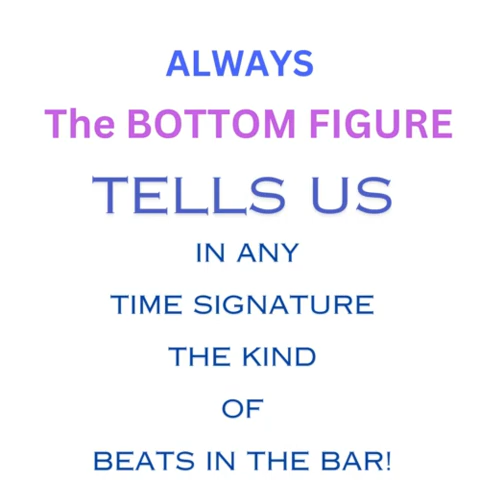 ALWAYS
The BOTTOM FIGURE
TELLS US
IN ANY
TIME SIGNATURE
THE KIND
OF
BEATS IN THE BAR!